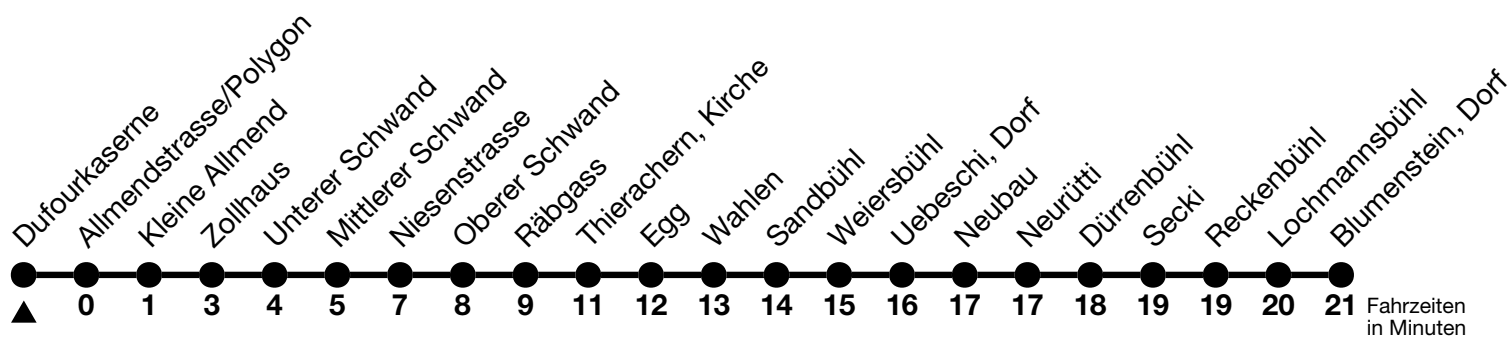 Dufourkaserne
Allmendstrasse/Polygon
Kleine Allmend
Zollhaus
Unterer Schwand
Mittlerer Schwand
Niesenstrasse
Oberer Schwand
Räbgass
Thierachern, Kirche
Egg
Wahlen
Sandbühl
Weiersbühl
Uebeschi, Dorf
Neubau
Neurütti
Dürrenbühl
Secki
Reckenbühl
Lochmannsbühl
Blumenstein, Dorf
0 1 3 4 5 7 8 9 11 12 13 14 15 16 17 17 18 19 19 20 21
Fahrzeiten
in Minuten